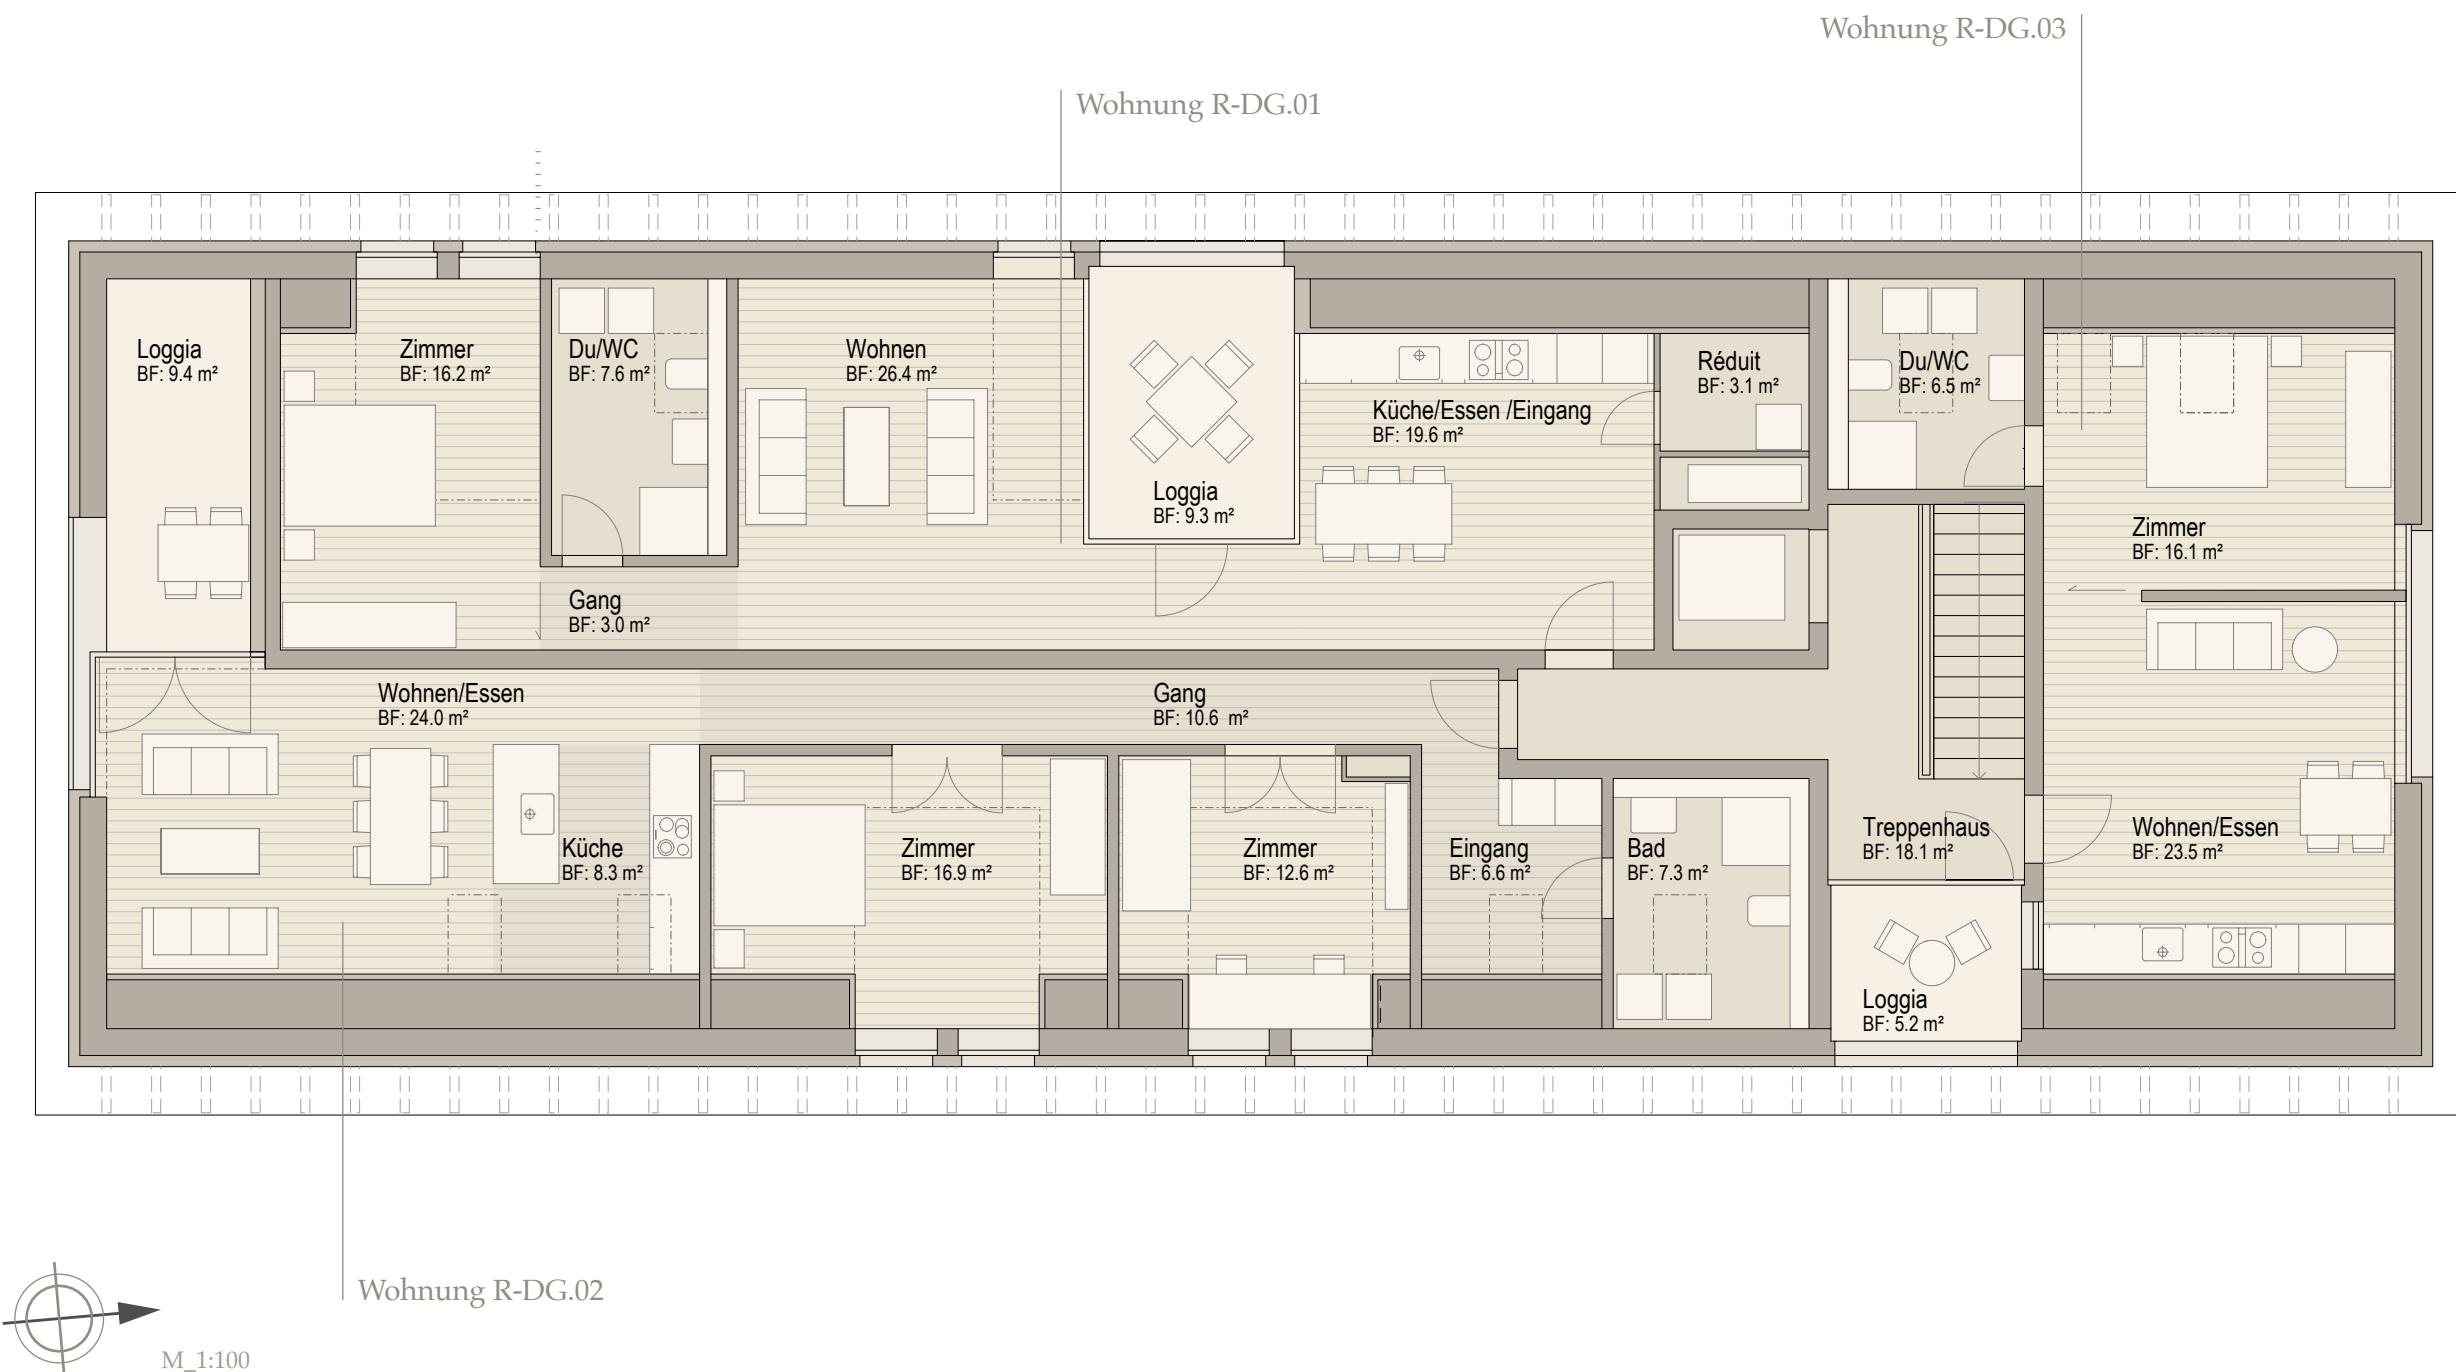 Wohnung R-DG.03
Wohnung R-DG.01
Loggia
BF: 9.4 m²
Zimmer
BF: 16.2 m²
Du/WC
BF: 7.6 m²
Wohnen
BF: 26.4 m²
Loggia
BF: 9.3 m²
Küche/Essen /Eingang
BF: 19.6 m²
Réduit
BF: 3.1 m²
Du/WC
BF: 6.5 m²
Zimmer
BF: 16.1 m²
Gang
BF: 3.0 m²
Wohnen/Essen
BF: 24.0 m²
Gang
BF: 10.6 m²
Küche
BF: 8.3 m²
Zimmer
BF: 16.9 m²
Zimmer
BF: 12.6 m²
Eingang
BF: 6.6 m²
Bad
BF: 7.3 m²
Treppenhaus
BF: 18.1 m²
Wohnen/Essen
BF: 23.5 m²
Loggia
BF: 5.2 m²
Wohnung R-DG.02
M_1:100